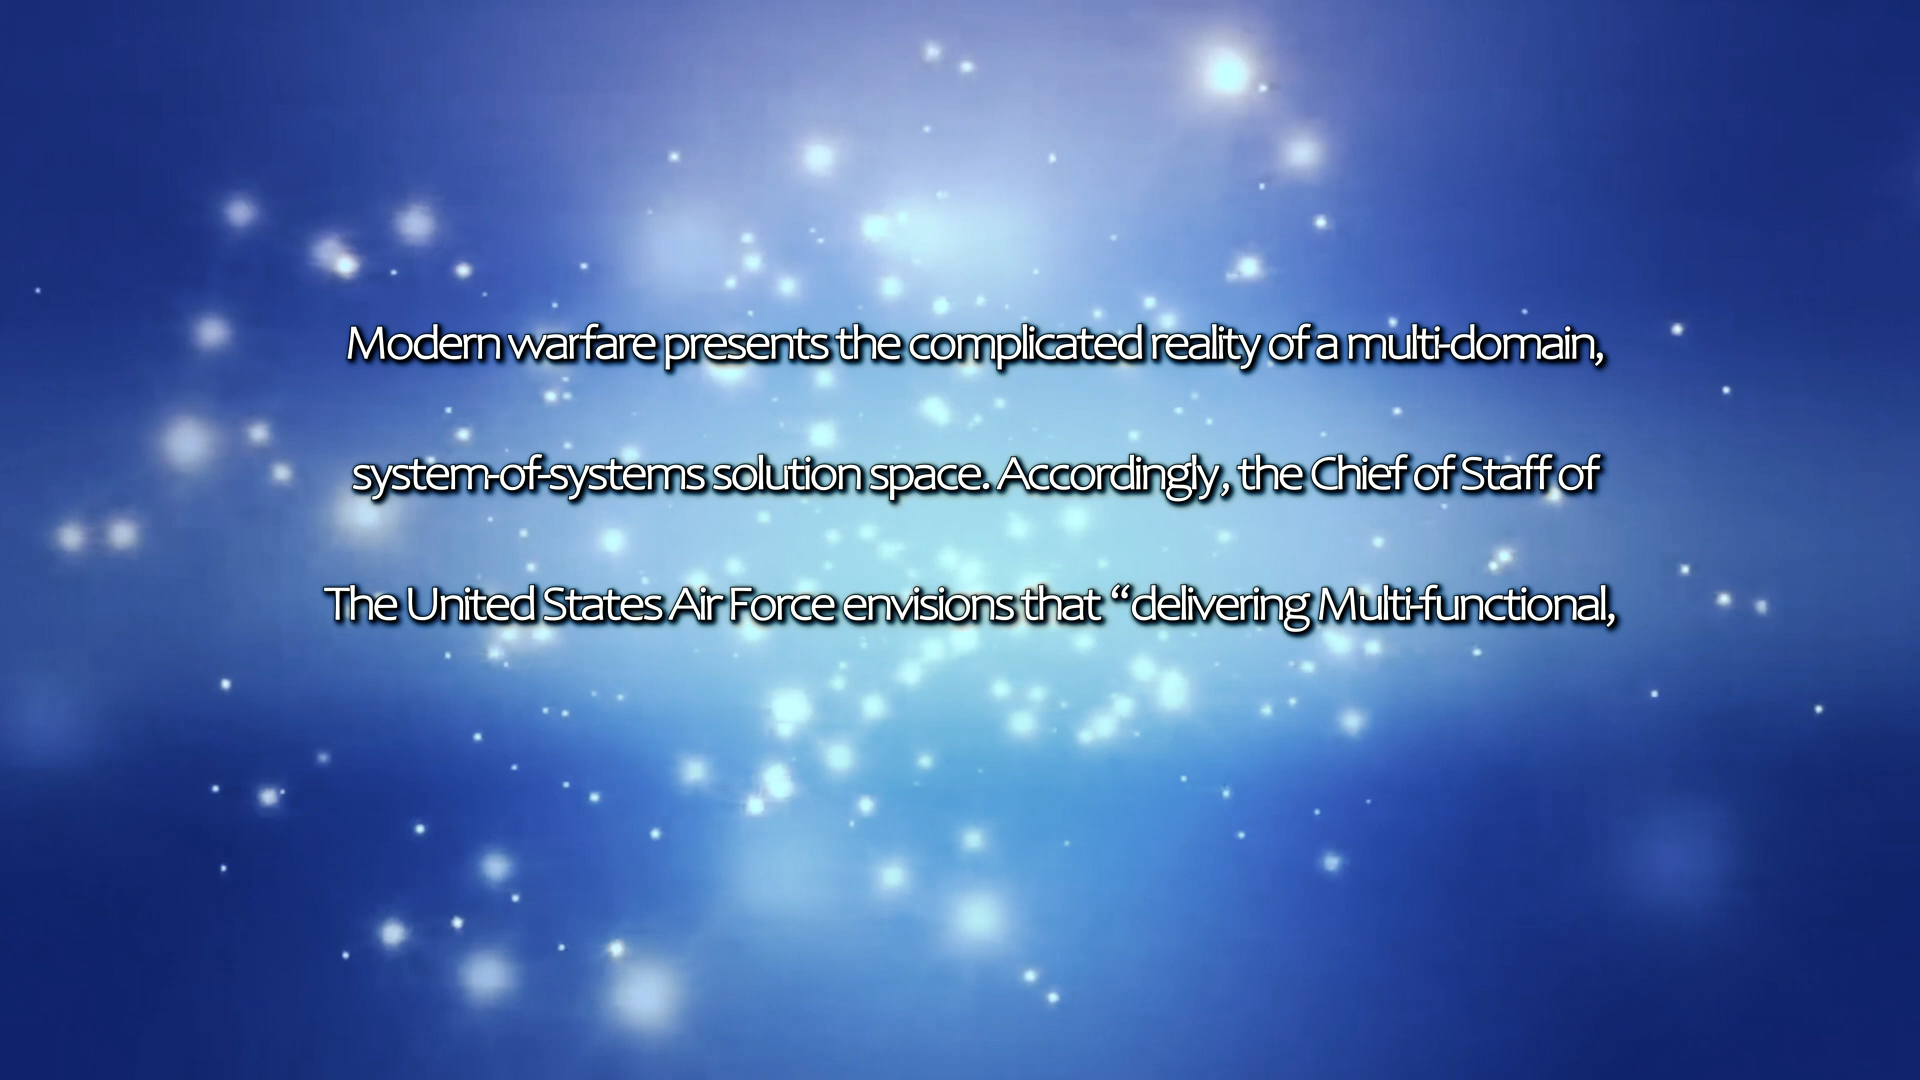 Modern warfare presents the complicated reality of a multi-domain,
system-of-systems solution space. Accordingly, the Chief of Staff of
The United States Air Force envisions that “delivering Multi-functional,